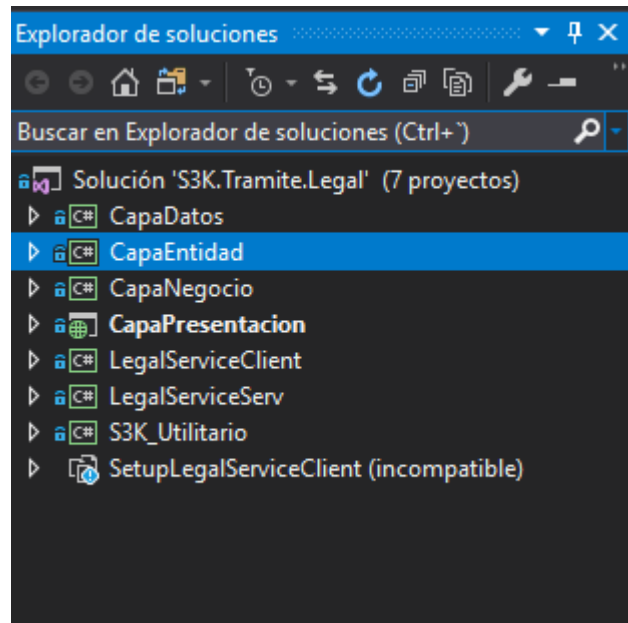 Explorador de soluciones
Buscar en Explorador de soluciones (Ctrl+¨)
Solución 'S3K.Tramite.Legal' (7 proyectos)
C# CapaDatos
C# CapaEntidad
C# CapaNegocio
CapaPresentacion
C# LegalServiceClient
C# LegalServiceServ
C# S3K_Utilitario
SetupLegalServiceClient (incompatible)